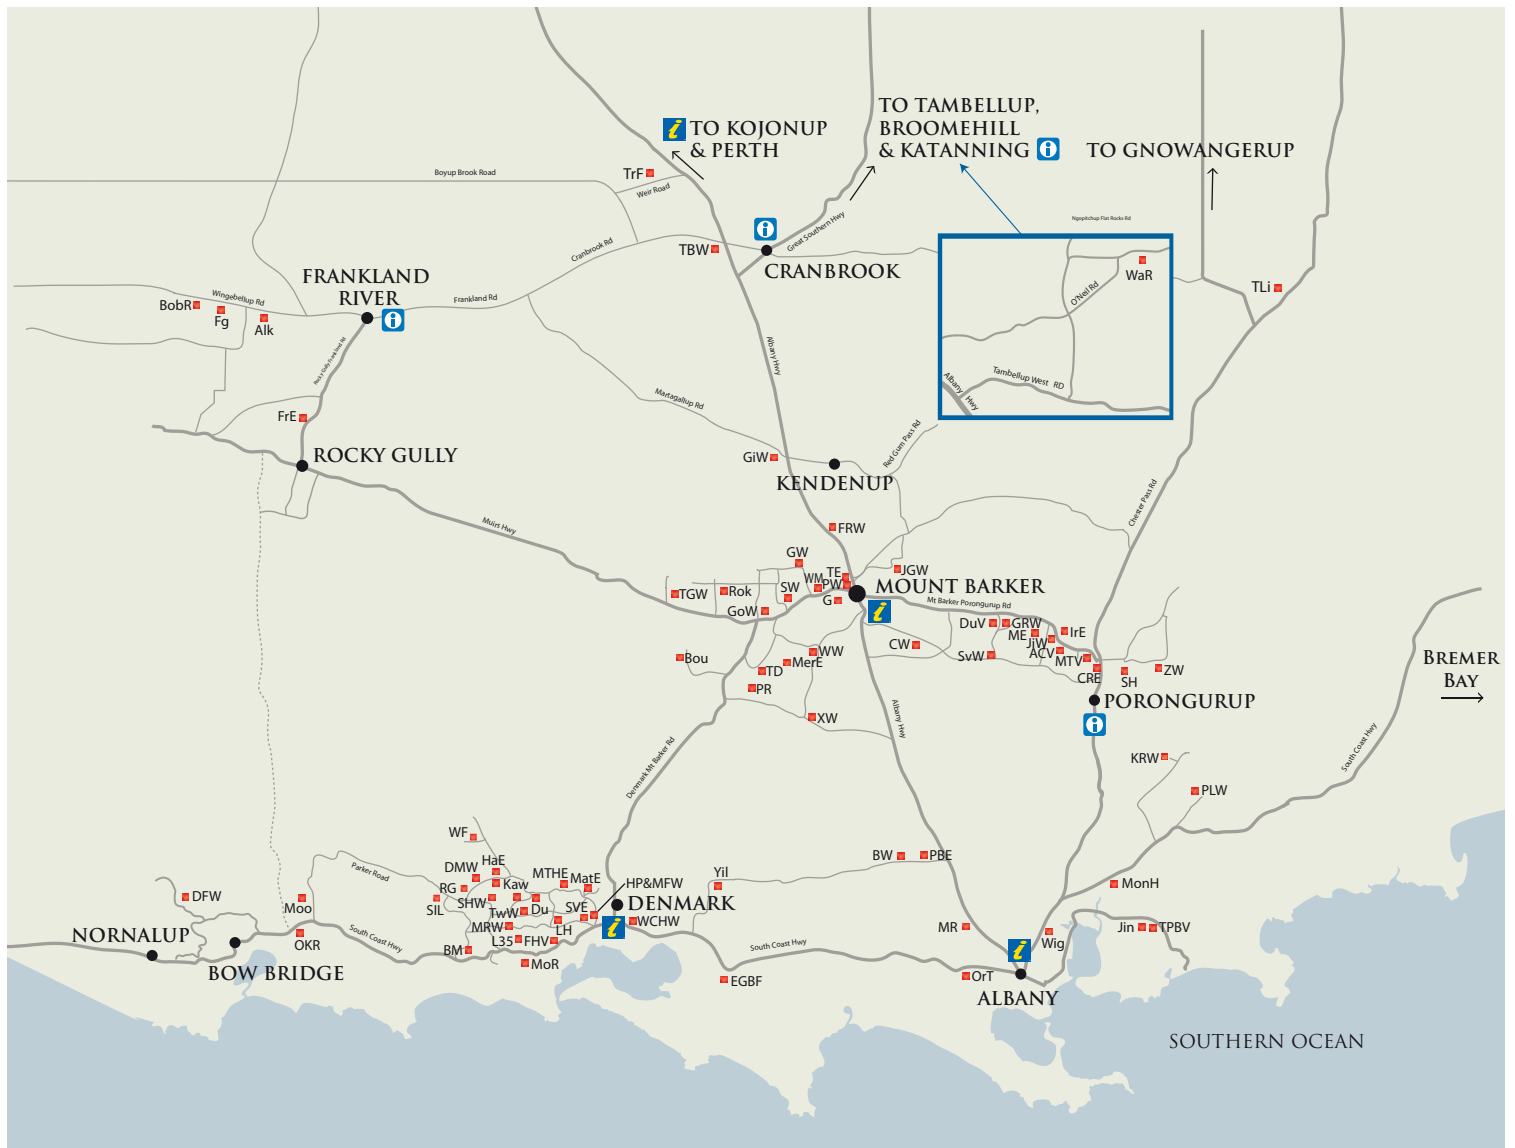 TO TAMBELLUP,
BROOMEHILL
& KATANNING
TO KOJONUP
& PERTH
TO GNOWANGERUP
TrF
Boyup Brook Road
Weir Road
Great Southern Hwy
Ngopitchup Flat Rocks Rd
TBW
Cranbrook Rd
CRANBROOK
WaR
O'Neil Rd
TLi
FRANKLAND
RIVER
BobR
Wingebellup Rd
Fg
Alk
Frankland Rd
Rocky Gully Frankland Rd
Albany Hwy
Tambellup West RD
Albany Hwy
Martagallup Rd
FrE
Red Gum Pass Rd
ROCKY GULLY
GiW
KENDENUP
Chester Pass Rd
Muirs Hwy
FRW
GW
TE
WM
PW
JGW
MOUNT BARKER
TGW
Rok
SW
G
GoW
Mt Barker Porongurup Rd
DuV
GRW
ME
JiW
IrE
ACV
MTV
CW
SvW
CRE
SH
ZW
Bou
WW
MerE
TD
PR
XW
BREMER
BAY
PORONGURUP
Albany Hwy
Denmark Mt Barker Rd
South Coast Hwy
KRW
PLW
WF
HaE
DMW
Parker Road
RG
Kaw
MTHE
MatE
HP&MFW
Yil
BW
PBE
MonH
DFW
Moo
SIL
SHW
TwW
Du
SVE
DENMARK
WCHW
MRW
LH
MR
Wig
Jin
TPBV
NORNALUP
OKR
South Coast Hwy
BM
L35
FHV
MoR
South Coast Hwy
BOW BRIDGE
EGBF
OrT
ALBANY
SOUTHERN OCEAN